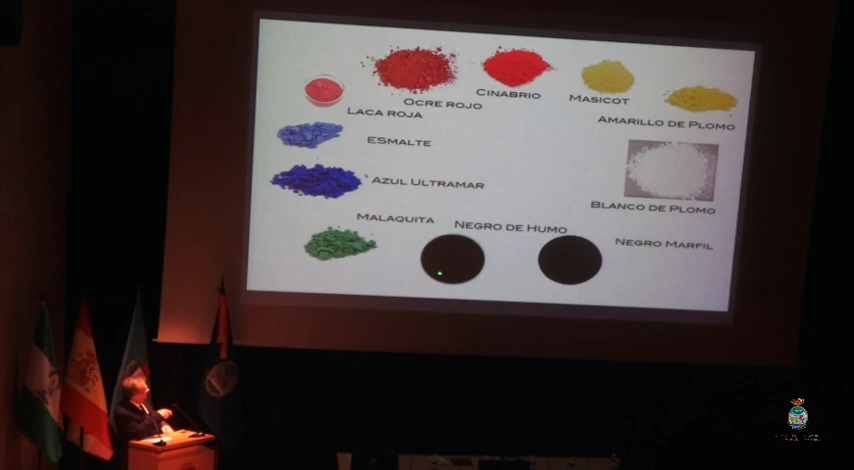 OCRE ROJO
CINABRIO
MASICOT
AMARILLO DE PLOMO
LACA ROJA
ESMALTE
AZUL ULTRAMAR
BLANCO DE PLOMO
MALAQUITA
NEGRO DE HUMO
NEGRO MARFIL